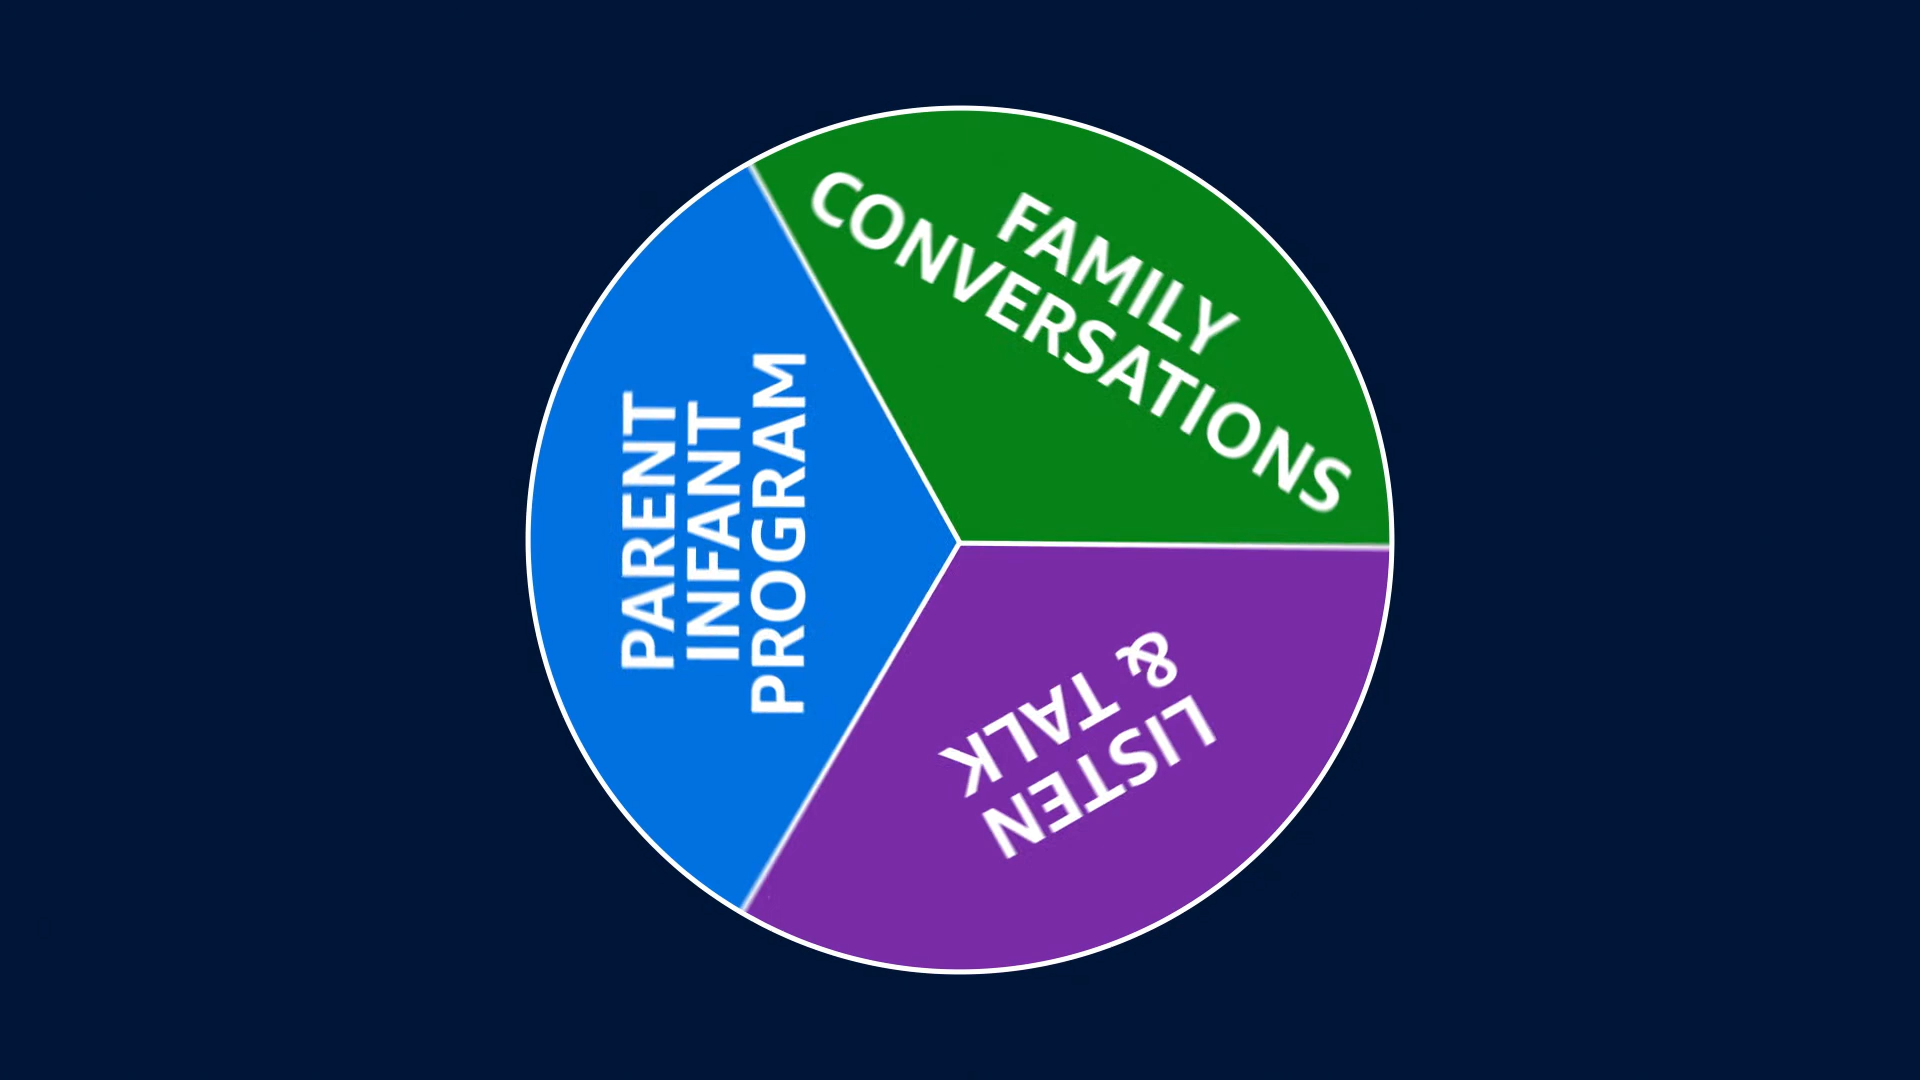 FAMILY
CONVERSATIONS
PARENT
INFANT
PROGRAM
LISTEN
& TALK